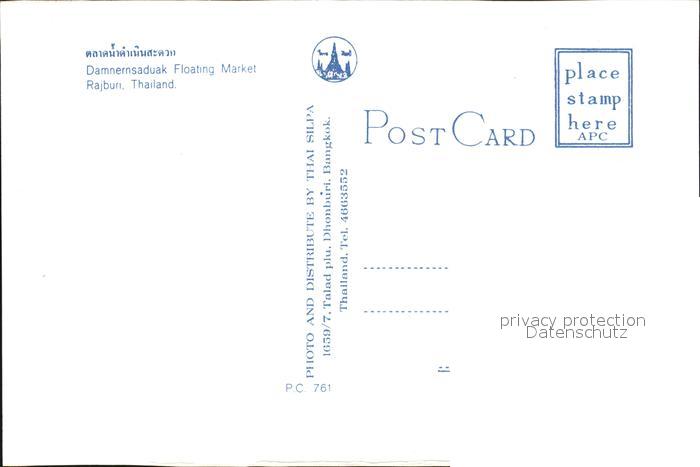 ตลาดน้ำดำเนินสะดวก
Damnernsaduak Floating Market
Rajburi, Thailand.
PHOTO AND DISTRIBUTE BY THAI SILPA
1659/7, Talad plu, Dhonburi, Bangkok.
Thailand, Tel. 4663552
P.C. 761
POST CARD
place
stamp
here
APC
privacy protection
Datenschutz